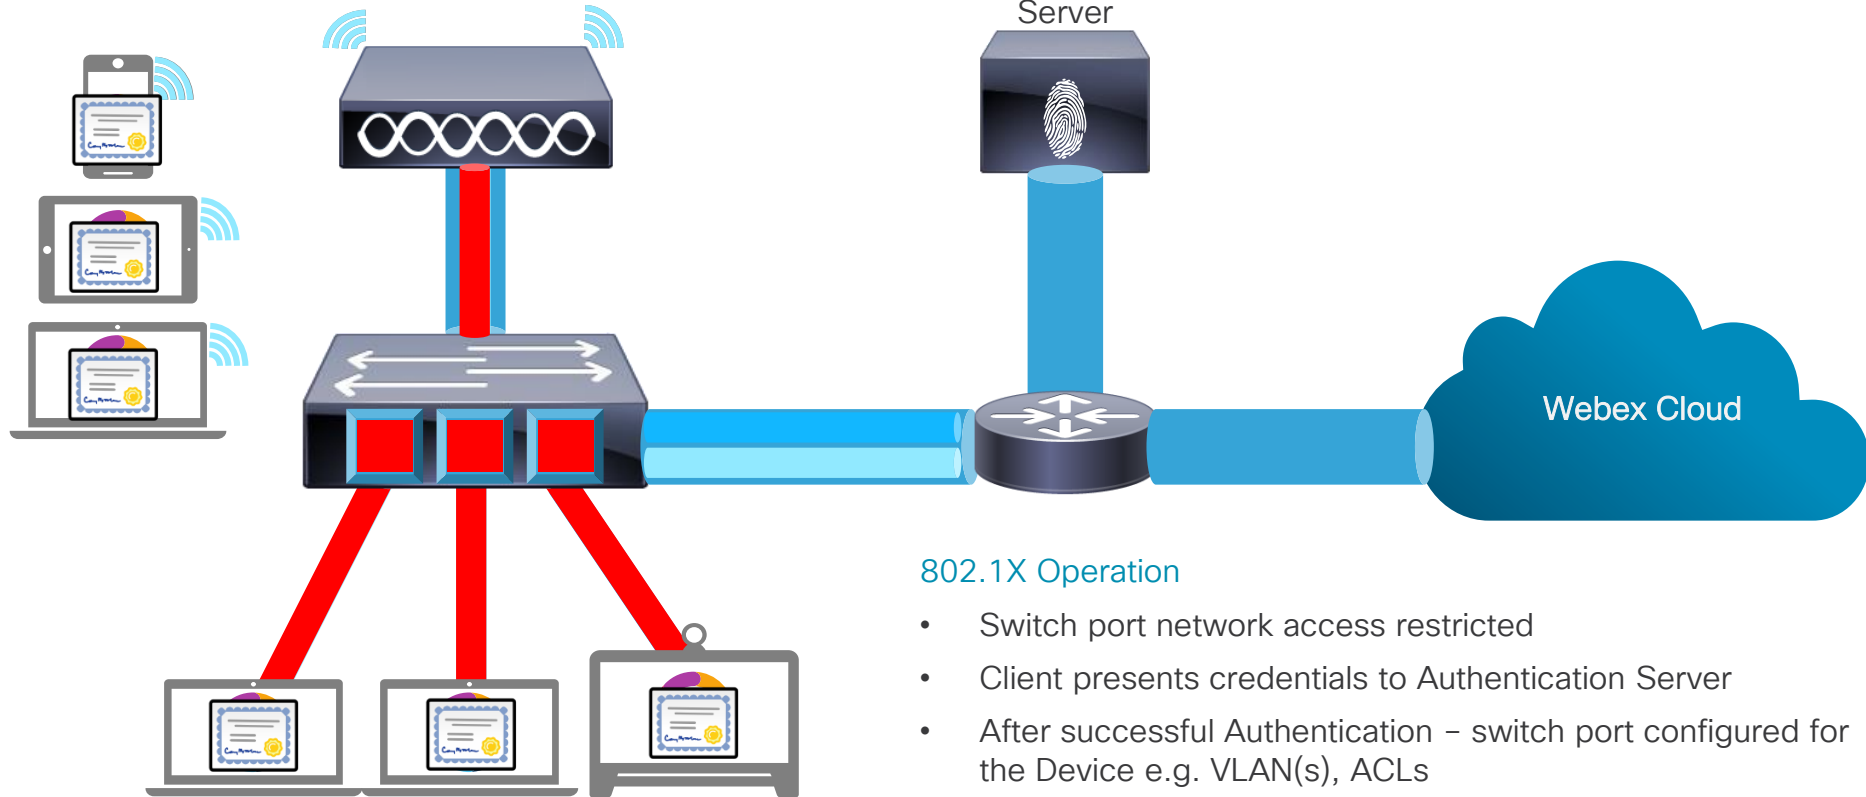 Server
Webex Cloud
802.1X Operation
• Switch port network access restricted
• Client presents credentials to Authentication Server
• After successful Authentication – switch port configured for
the Device e.g. VLAN(s), ACLs